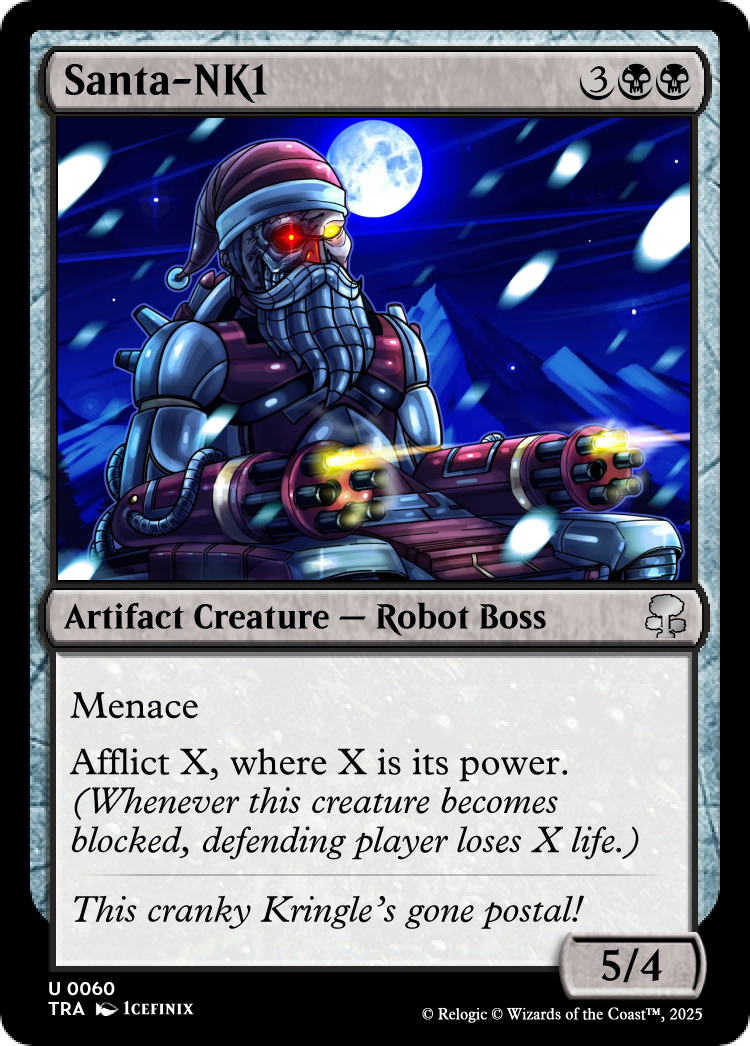 Santa-NK1 3
Artifact Creature — Robot Boss
Menace
Afflict X, where X is its power.
(Whenever this creature becomes
blocked, defending player loses X life.)
This cranky Kringle's gone postal!
5/4
U 0060
TRA Icefinix
© Relogic © Wizards of the Coast™, 2025